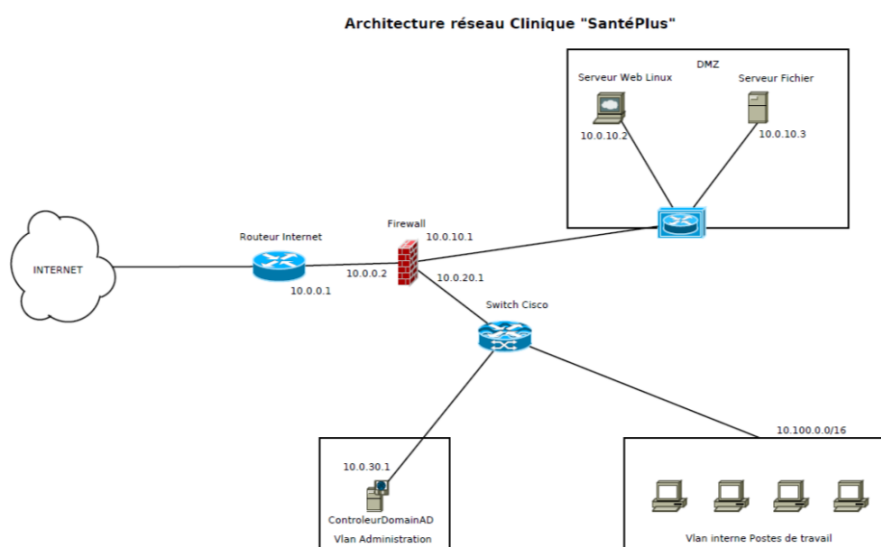 Architecture réseau Clinique "SantéPlus"
DMZ
Serveur Web Linux
Serveur Fichier
10.0.10.2
10.0.10.3
Firewall
Routeur Internet
10.0.10.1
INTERNET
10.0.0.2
10.0.20.1
10.0.0.1
Switch Cisco
10.100.0.0/16
10.0.30.1
ControleurDomainAD
Vlan Administration
Vlan interne Postes de travail